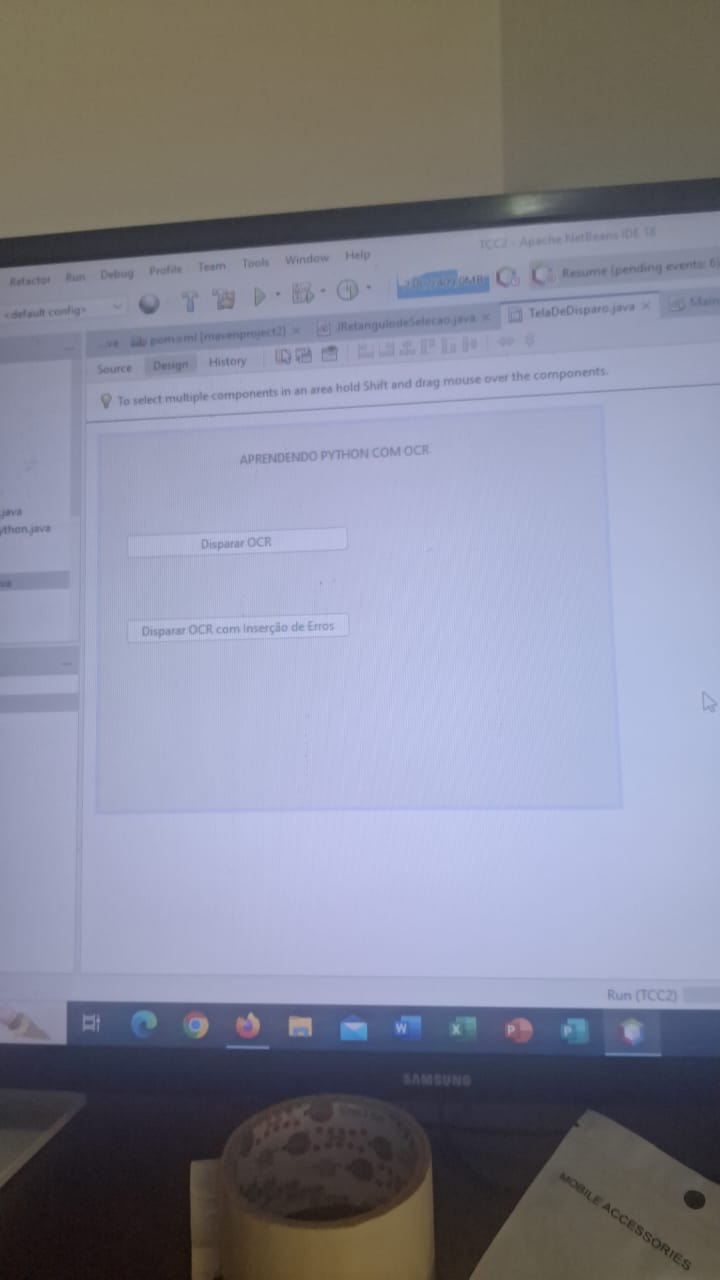 TCC2 - Apache NetBeans IDE 18
Refactor Run Debug Profile Team Tools Window Help
<default config>
Resume (pending events: 6)
...va pom.xml [mavenproject2] JRetangulodeSelecao.java TelaDeDisparo.java Main
Source Design History
To select multiple components in an area hold Shift and drag mouse over the components.
APRENDENDO PYTHON COM OCR
.java
ython.java
va
Disparar OCR
Disparar OCR com Inserção de Erros
Run (TCC2)
SAMSUNG
MOBILE ACCESSORIES